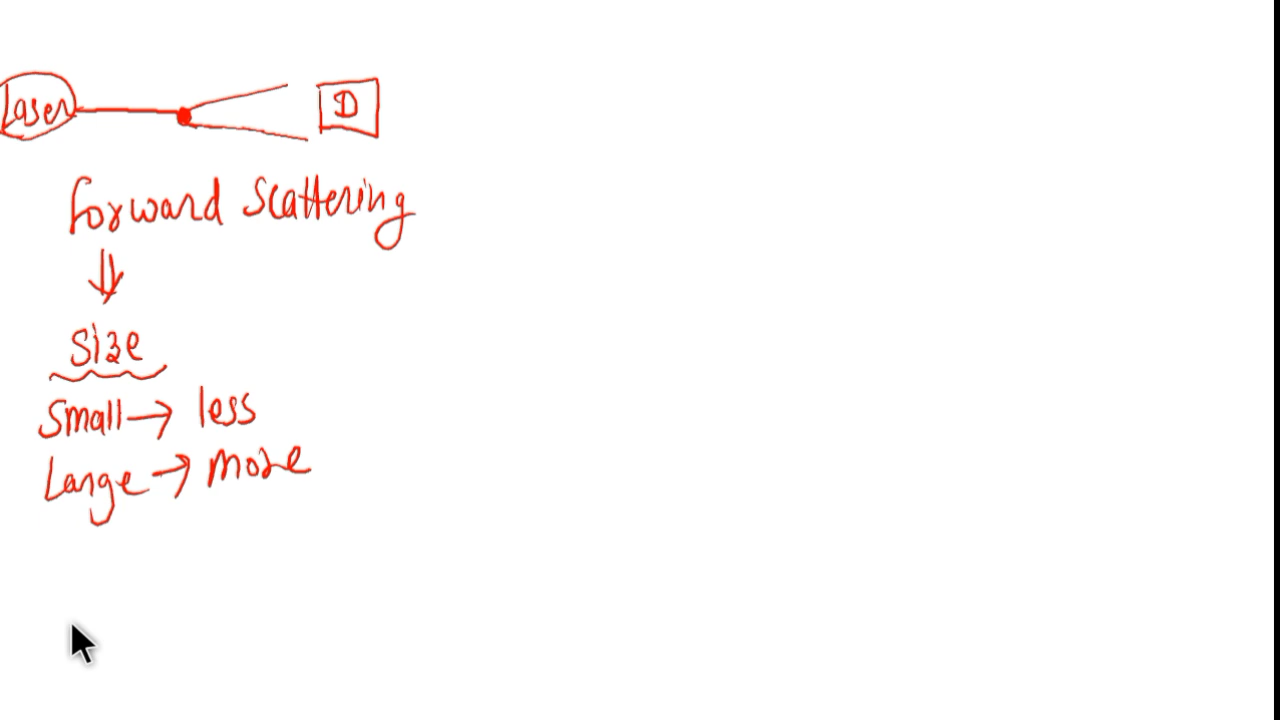 Laser D
forward scattering
size
small → less
Large → more